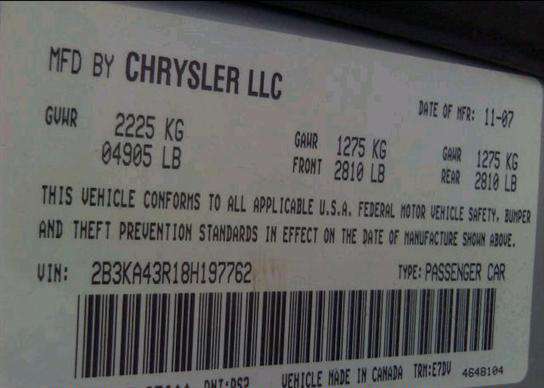 MFD BY CHRYSLER LLC
DATE OF MFR: 11-07
GVWR 2225 KG GAWR 1275 KG GAWR 1275 KG
04905 LB FRONT 2810 LB REAR 2810 LB
THIS VEHICLE CONFORMS TO ALL APPLICABLE U.S.A. FEDERAL MOTOR VEHICLE SAFETY, BUMPER
AND THEFT PREVENTION STANDARDS IN EFFECT ON THE DATE OF MANUFACTURE SHOWN ABOVE.
VIN: 2B3KA43R18H197762 TYPE: PASSENGER CAR
VEHICLE MADE IN CANADA TRM:E7DV 4648104